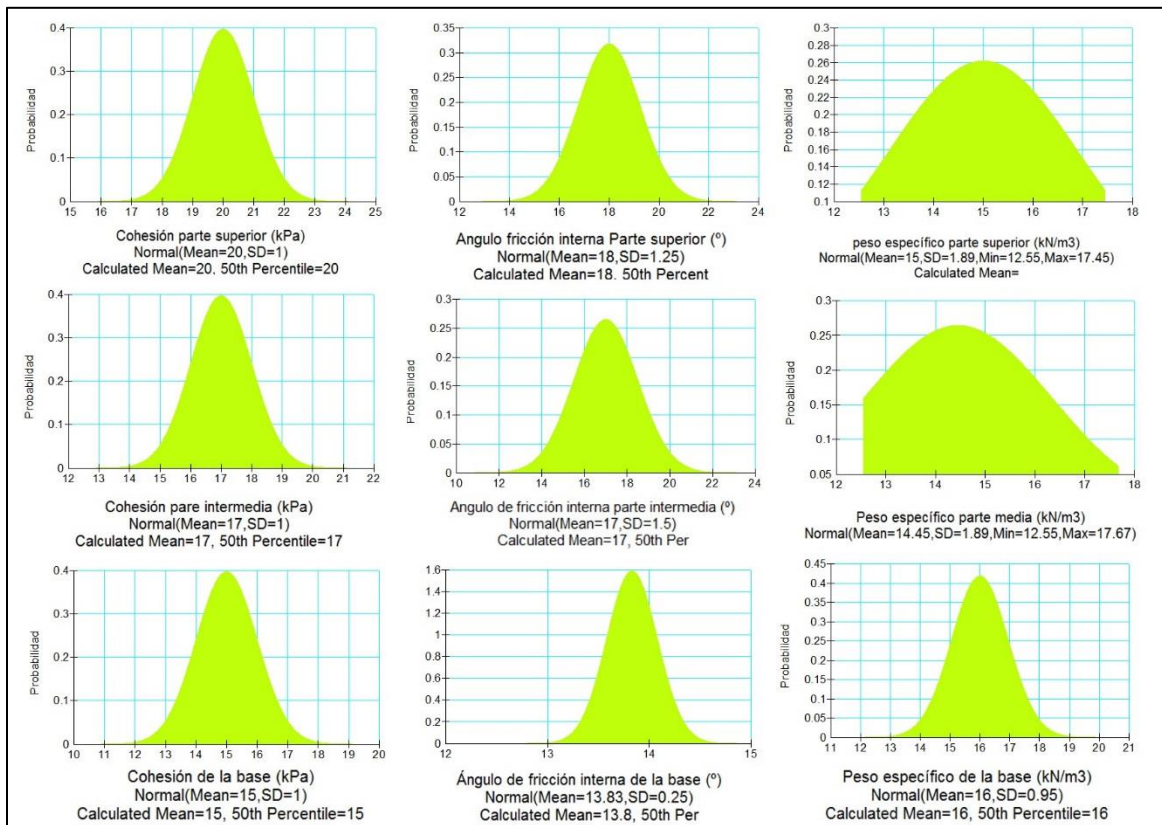 0.4
0.3
0.2
0.1
0
Probabilidad
15 16 17 18 19 20 21 22 23 24 25
Cohesión parte superior (kPa)
Normal(Mean=20,SD=1)
Calculated Mean=20. 50th Percentile=20
0.35
0.3
0.25
0.2
0.15
0.1
0.05
0
Probabilidad
12 14 16 18 20 22 24
Angulo fricción interna Parte superior (º)
Normal(Mean=18,SD=1.25)
Calculated Mean=18. 50th Percent
0.3
0.28
0.26
0.24
0.22
0.2
0.18
0.16
0.14
0.12
0.1
Probabilidad
12 13 14 15 16 17 18
peso específico parte superior (kN/m3)
Normal(Mean=15,SD=1.89,Min=12.55,Max=17.45)
Calculated Mean=
0.4
0.3
0.2
0.1
0
Probabilidad
12 13 14 15 16 17 18 19 20 21 22
Cohesión pare intermedia (kPa)
Normal(Mean=17,SD=1)
Calculated Mean=17, 50th Percentile=17
0.3
0.25
0.2
0.15
0.1
0.05
0
Probabilidad
10 12 14 16 18 20 22 24
Angulo de fricción interna parte intermedia (º)
Normal(Mean=17,SD=1.5)
Calculated Mean=17, 50th Per
0.3
0.25
0.2
0.15
0.1
0.05
Probabilidad
12 13 14 15 16 17 18
Peso específico parte media (kN/m3)
Normal(Mean=14.45,SD=1.89,Min=12.55,Max=17.67)
0.4
0.3
0.2
0.1
0
Probabilidad
10 11 12 13 14 15 16 17 18 19 20
Cohesión de la base (kPa)
Normal(Mean=15,SD=1)
Calculated Mean=15, 50th Percentile=15
1.6
1.4
1.2
1
0.8
0.6
0.4
0.2
0
Probabilidad
12 13 14 15
Ángulo de fricción interna de la base (º)
Normal(Mean=13.83,SD=0.25)
Calculated Mean=13.8, 50th Per
0.45
0.4
0.35
0.3
0.25
0.2
0.15
0.1
0.05
0
Probabilidad
11 12 13 14 15 16 17 18 19 20 21
Peso específico de la base (kN/m3)
Normal(Mean=16,SD=0.95)
Calculated Mean=16, 50th Percentile=16